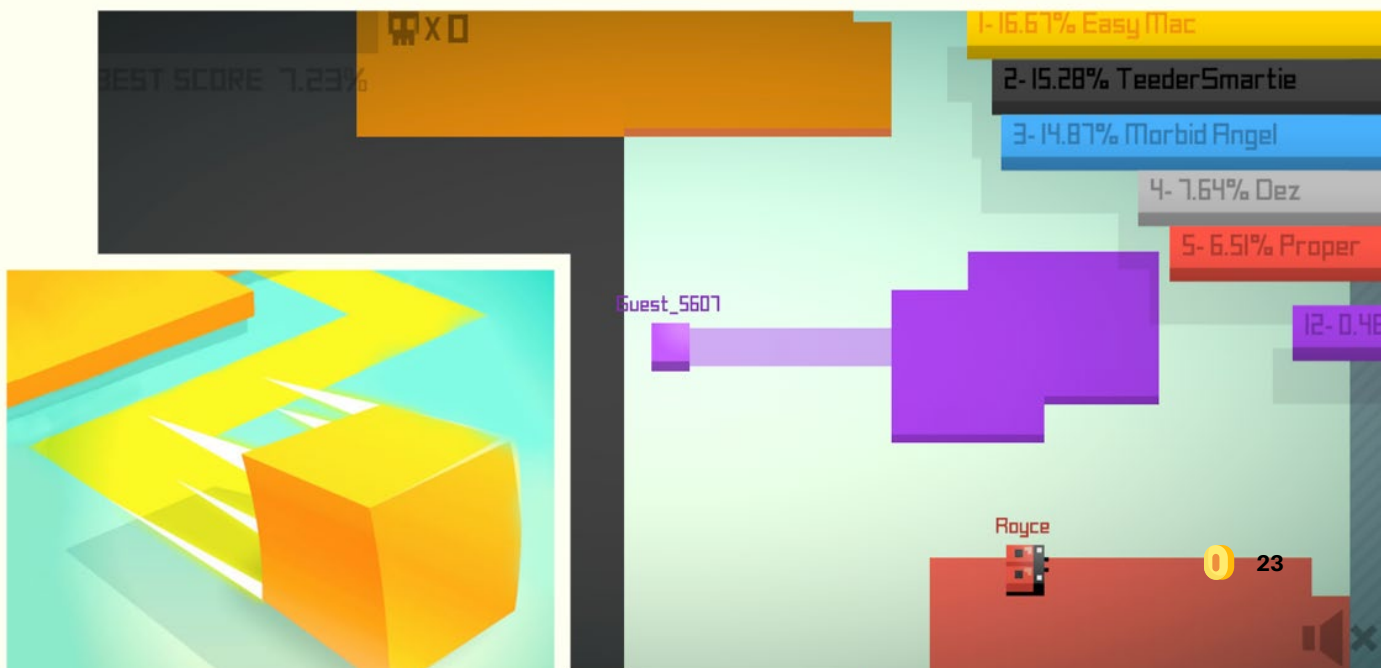 x 0
BEST SCORE 7.23%
1- 16.67% Easy Mac
2- 15.28% TeederSmartie
3- 14.87% Morbid Angel
4- 7.64% Dez
5- 6.51% Proper
Guest_5607
Royce
23